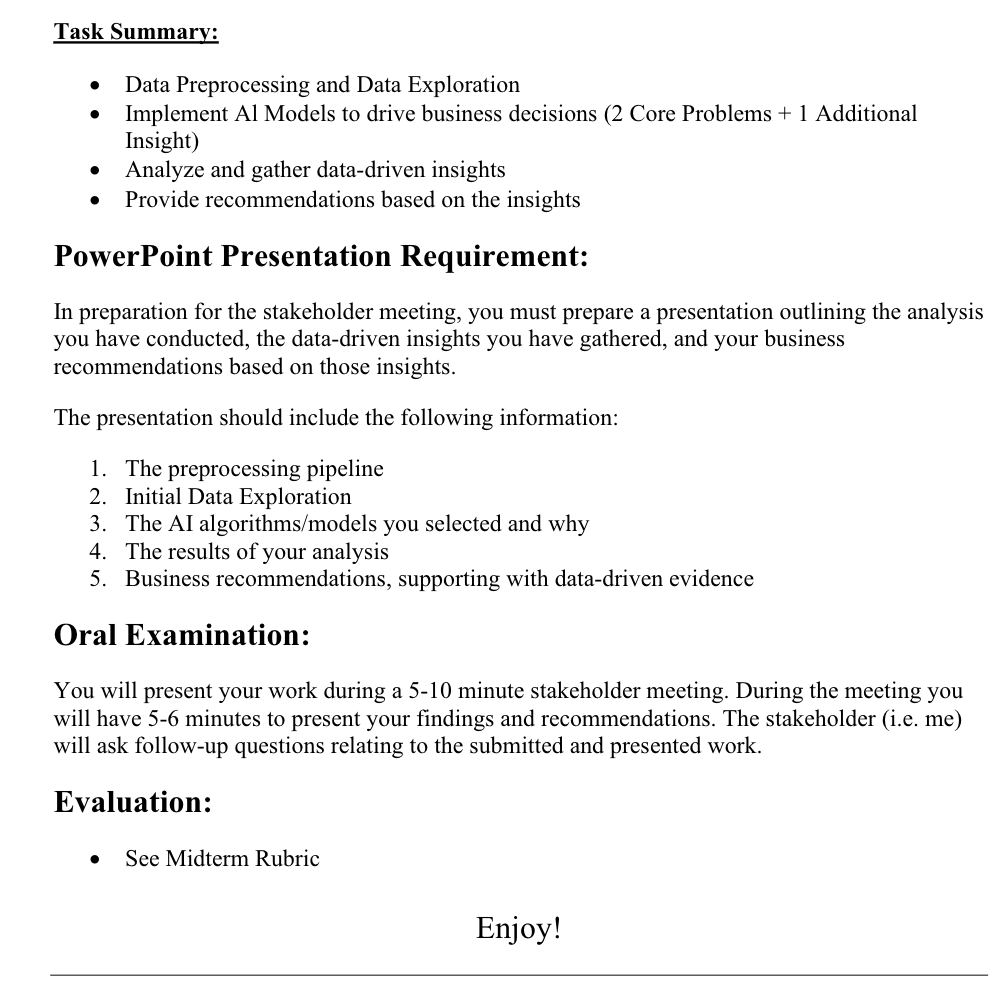 Task Summary:
• Data Preprocessing and Data Exploration
• Implement Al Models to drive business decisions (2 Core Problems + 1 Additional
Insight)
• Analyze and gather data-driven insights
• Provide recommendations based on the insights
PowerPoint Presentation Requirement:
In preparation for the stakeholder meeting, you must prepare a presentation outlining the analysis
you have conducted, the data-driven insights you have gathered, and your business
recommendations based on those insights.
The presentation should include the following information:
1. The preprocessing pipeline
2. Initial Data Exploration
3. The AI algorithms/models you selected and why
4. The results of your analysis
5. Business recommendations, supporting with data-driven evidence
Oral Examination:
You will present your work during a 5-10 minute stakeholder meeting. During the meeting you
will have 5-6 minutes to present your findings and recommendations. The stakeholder (i.e. me)
will ask follow-up questions relating to the submitted and presented work.
Evaluation:
• See Midterm Rubric
Enjoy!